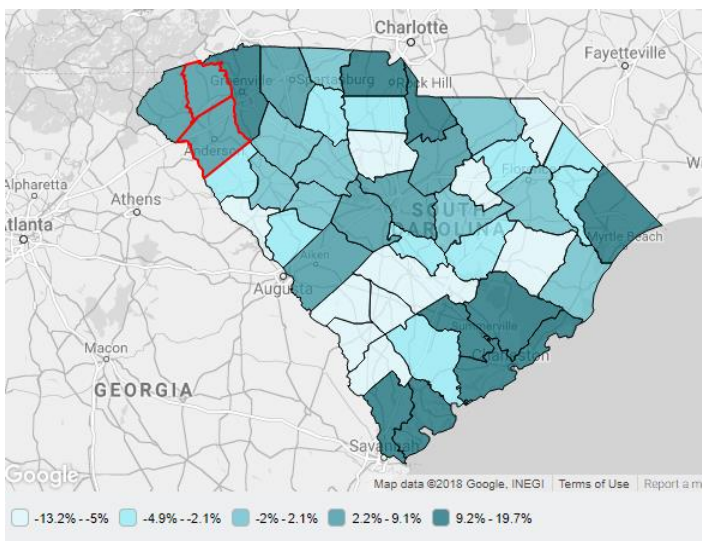 Charlotte
Fayetteville
Greenville
Spartanburg
Rock Hill
Anderson
Alpharetta
Athens
Atlanta
Florence
SOUTH
CAROLINA
Myrtle Beach
Aiken
Augusta
Macon
Summerville
Charleston
GEORGIA
Savannah
Google
Map data ©2018 Google, INEGI Terms of Use Report a m
-13.2% - -5% -4.9% - -2.1% -2% - 2.1% 2.2% - 9.1% 9.2% - 19.7%